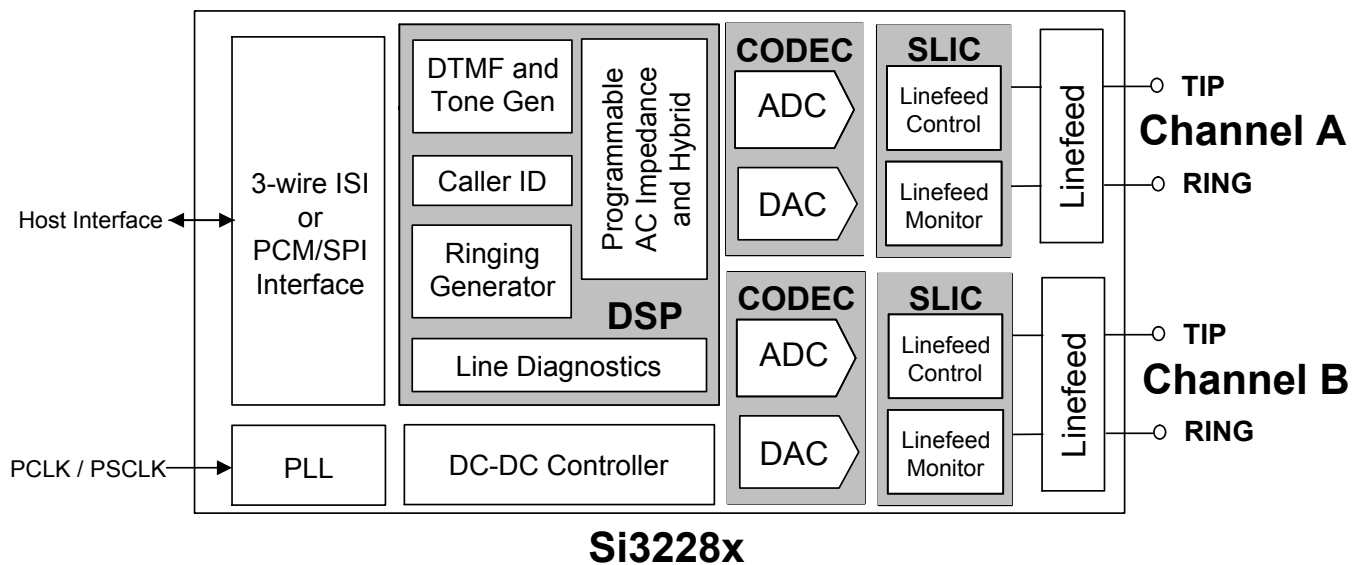 Host Interface
PCLK / PSCLK
3-wire ISI
or
PCM/SPI
Interface
PLL
DTMF and
Tone Gen
Caller ID
Ringing
Generator
Programmable
AC Impedance
and Hybrid
DSP
Line Diagnostics
DC-DC Controller
CODEC
ADC
DAC
SLIC
Linefeed
Control
Linefeed
Monitor
Linefeed
TIP
Channel A
RING
CODEC
ADC
DAC
SLIC
Linefeed
Control
Linefeed
Monitor
Linefeed
TIP
Channel B
RING
Si3228x